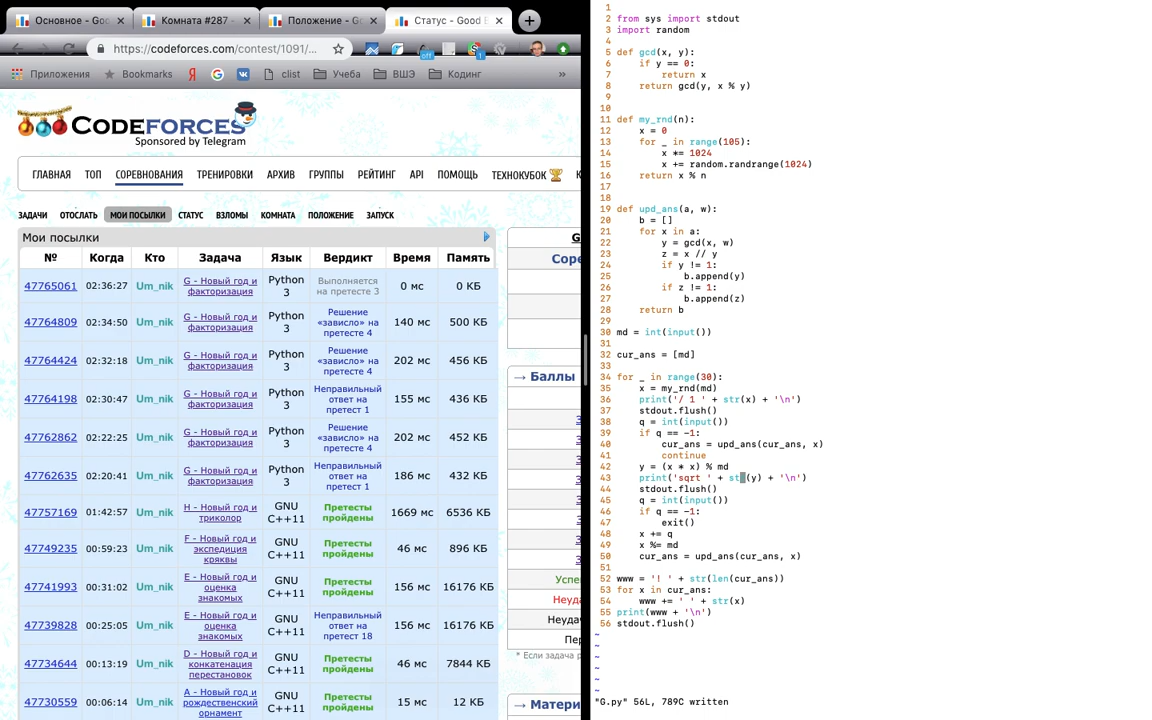 Основное - Goo
Комната #287 -
Положение - Go
Статус - Good B
https://codeforces.com/contest/1091/...
off
1
Приложения
Bookmarks
Я
clist
Учеба
ВШЭ
Кодинг
»
CODEFORCES
Sponsored by Telegram
ГЛАВНАЯ ТОП СОРЕВНОВАНИЯ ТРЕНИРОВКИ АРХИВ ГРУППЫ РЕЙТИНГ API ПОМОЩЬ ТЕХНОКУБОК К
ЗАДАЧИ ОТОСЛАТЬ МОИ ПОСЫЛКИ СТАТУС ВЗЛОМЫ КОМНАТА ПОЛОЖЕНИЕ ЗАПУСК
Мои посылки
№ Когда Кто Задача Язык Вердикт Время Память
47765061 02:36:27 Um_nik G - Новый год и факторизация Python 3 Выполняется на претесте 3 0 мс 0 КБ
47764809 02:34:50 Um_nik G - Новый год и факторизация Python 3 Решение «зависло» на претесте 4 140 мс 500 КБ
47764424 02:32:18 Um_nik G - Новый год и факторизация Python 3 Решение «зависло» на претесте 4 202 мс 456 КБ
47764198 02:30:47 Um_nik G - Новый год и факторизация Python 3 Неправильный ответ на претест 1 155 мс 436 КБ
47762862 02:22:25 Um_nik G - Новый год и факторизация Python 3 Решение «зависло» на претесте 4 202 мс 452 КБ
47762635 02:20:41 Um_nik G - Новый год и факторизация Python 3 Неправильный ответ на претест 1 186 мс 432 КБ
47757169 01:42:57 Um_nik H - Новый год и триколор GNU C++11 Претесты пройдены 1669 мс 6536 КБ
47749235 00:59:23 Um_nik F - Новый год и экспедиция кряквы GNU C++11 Претесты пройдены 46 мс 896 КБ
47741993 00:31:02 Um_nik E - Новый год и оценка знакомых GNU C++11 Претесты пройдены 156 мс 16176 КБ
47739828 00:25:05 Um_nik E - Новый год и оценка знакомых GNU C++11 Неправильный ответ на претест 18 156 мс 16176 КБ
47734644 00:13:19 Um_nik D - Новый год и конкатенация перестановок GNU C++11 Претесты пройдены 46 мс 7844 КБ
47730559 00:06:14 Um_nik A - Новый год и рождественский орнамент GNU C++11 Претесты пройдены 15 мс 12 КБ
G
Соре
→ Баллы
Успе
Неуда
Неудач
Пер
* Если задача р
→ Матери
1
2 from sys import stdout
3 import random
4
5 def gcd(x, y):
6     if y == 0:
7         return x
8     return gcd(y, x % y)
9
10
11 def my_rnd(n):
12     x = 0
13     for _ in range(105):
14         x *= 1024
15         x += random.randrange(1024)
16     return x % n
17
18
19 def upd_ans(a, w):
20     b = []
21     for x in a:
22         y = gcd(x, w)
23         z = x // y
24         if y != 1:
25             b.append(y)
26         if z != 1:
27             b.append(z)
28     return b
29
30 md = int(input())
31
32 cur_ans = [md]
33
34 for _ in range(30):
35     x = my_rnd(md)
36     print('/ 1 ' + str(x) + '\n')
37     stdout.flush()
38     q = int(input())
39     if q == -1:
40         cur_ans = upd_ans(cur_ans, x)
41         continue
42     y = (x * x) % md
43     print('sqrt ' + str(y) + '\n')
44     stdout.flush()
45     q = int(input())
46     if q == -1:
47         exit()
48     x += q
49     x %= md
50     cur_ans = upd_ans(cur_ans, x)
51
52 www = '! ' + str(len(cur_ans))
53 for x in cur_ans:
54     www += ' ' + str(x)
55 print(www + '\n')
56 stdout.flush()
~
~
~
~
~
~
"G.py" 56L, 789C written